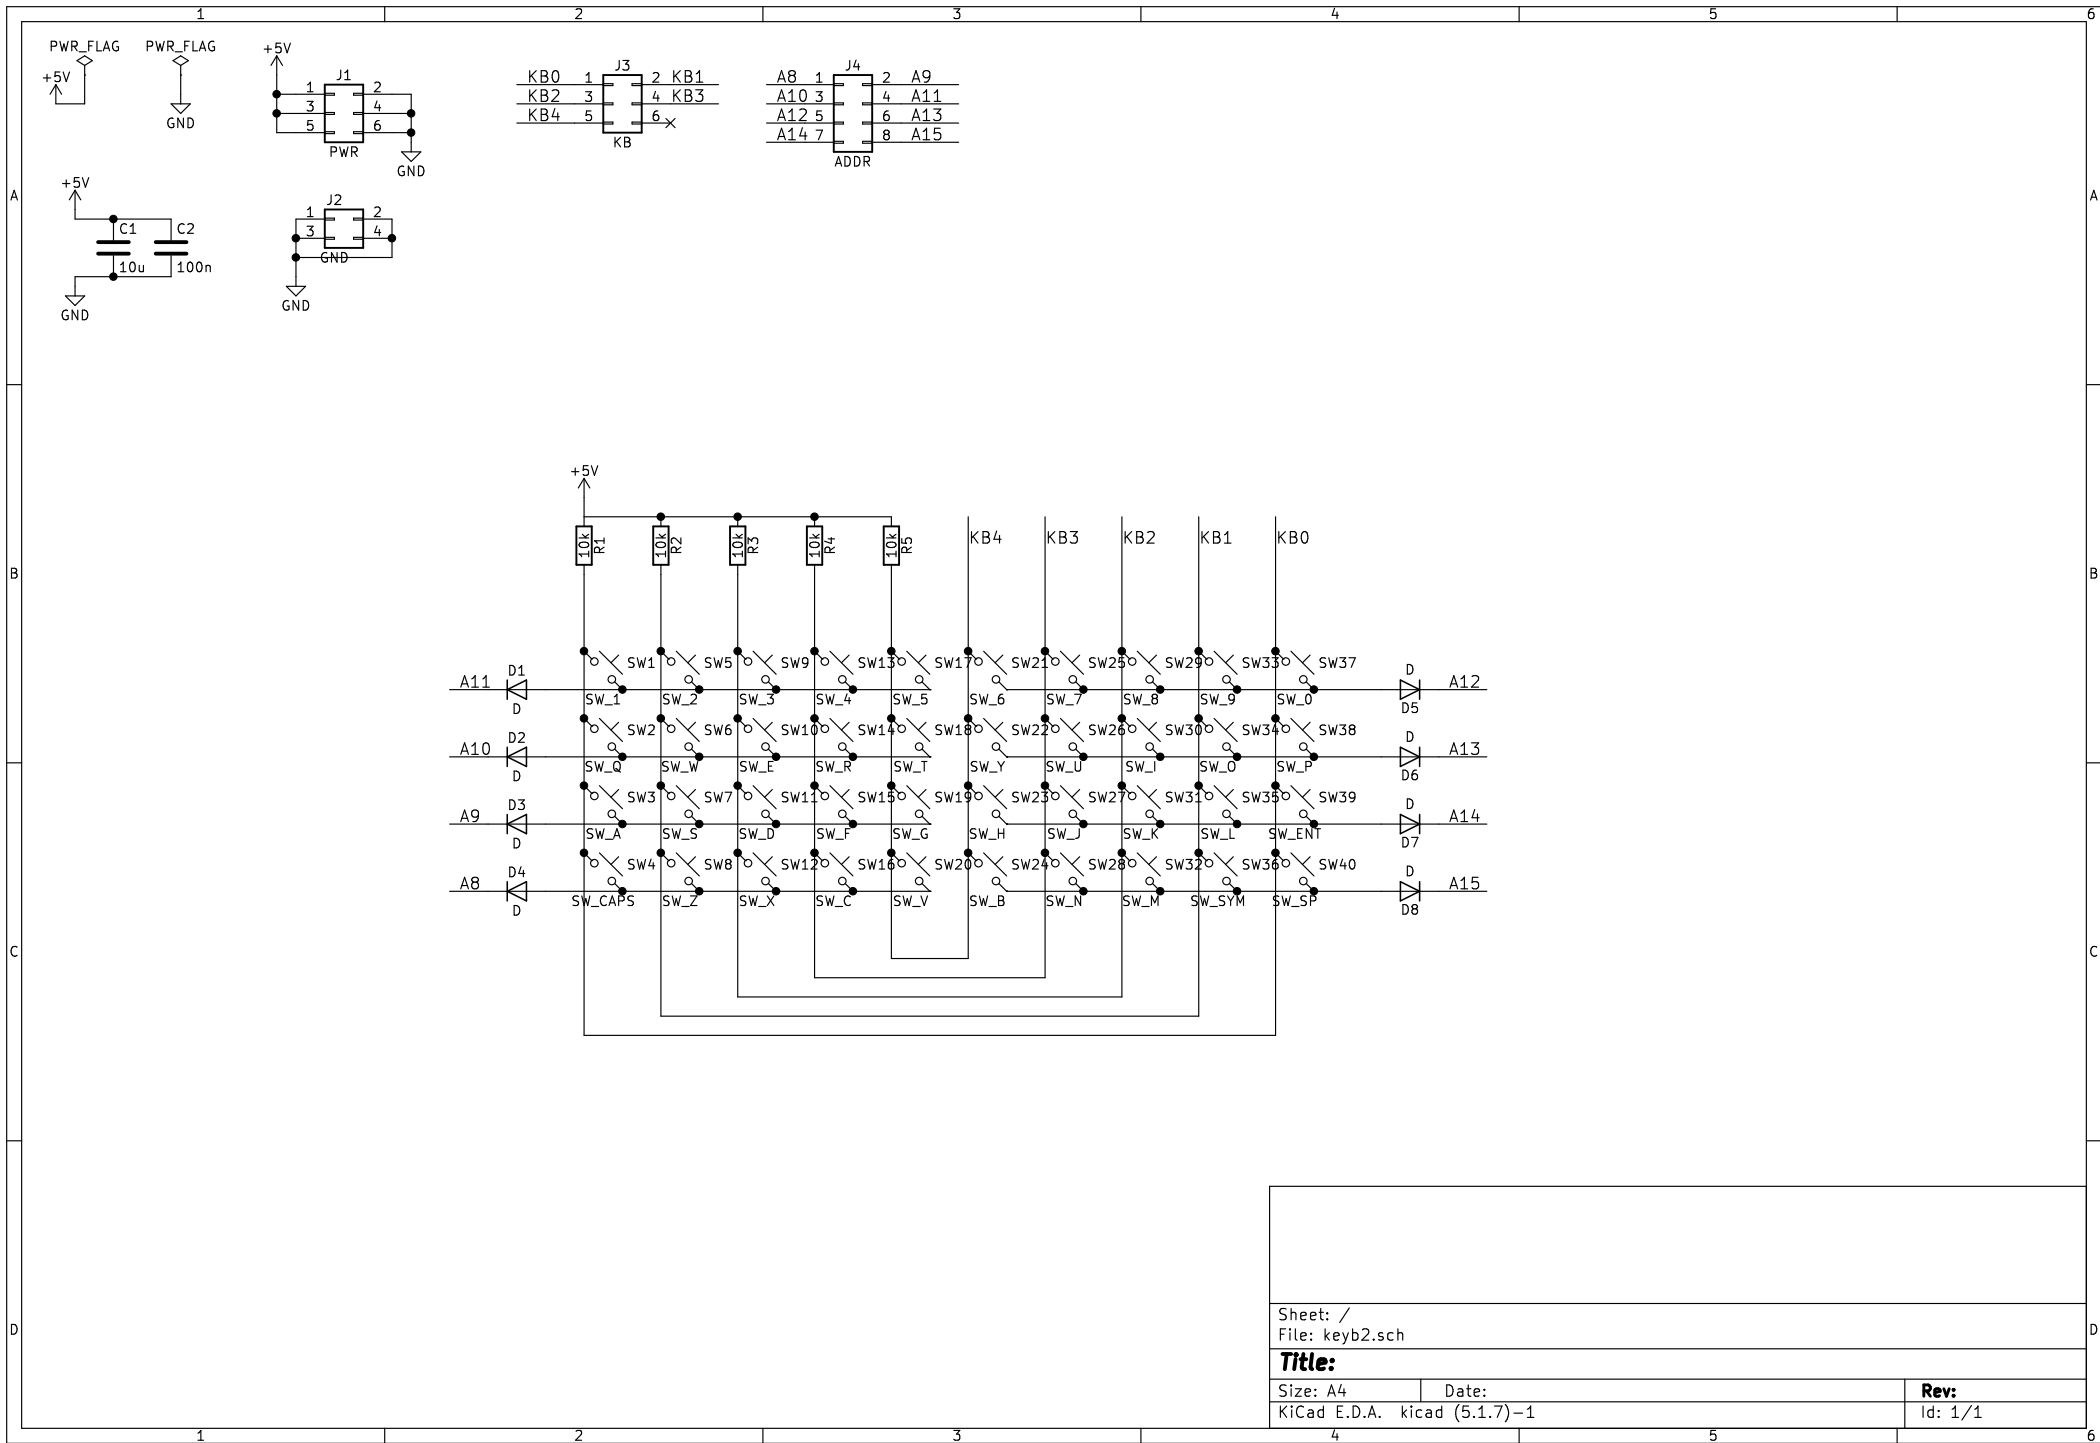 1 2 3 4 5 6
PWR_FLAG PWR_FLAG +5V
+5V
GND
J1
1 2
3 4
5 6
PWR
GND
J3
KB0 1 2 KB1
KB2 3 4 KB3
KB4 5 6
KB
J4
A8 1 2 A9
A10 3 4 A11
A12 5 6 A13
A14 7 8 A15
ADDR
A A
+5V
C1 C2
10u 100n
GND
J2
1 2
3 4
GND
GND
+5V
10k R1 10k R2 10k R3 10k R4 10k R5 KB4 KB3 KB2 KB1 KB0
B B
SW1 SW5 SW9 SW13 SW17 SW21 SW25 SW29 SW33 SW37
A11 D1 D A12
D SW_1 SW_2 SW_3 SW_4 SW_5 SW_6 SW_7 SW_8 SW_9 SW_0 D5
SW2 SW6 SW10 SW14 SW18 SW22 SW26 SW30 SW34 SW38
A10 D2 D A13
D SW_Q SW_W SW_E SW_R SW_T SW_Y SW_U SW_I SW_O SW_P D6
SW3 SW7 SW11 SW15 SW19 SW23 SW27 SW31 SW35 SW39
A9 D3 D A14
D SW_A SW_S SW_D SW_F SW_G SW_H SW_J SW_K SW_L SW_ENT D7
SW4 SW8 SW12 SW16 SW20 SW24 SW28 SW32 SW36 SW40
A8 D4 D A15
D SW_CAPS SW_Z SW_X SW_C SW_V SW_B SW_N SW_M SW_SYM SW_SP D8
C C
D D
Sheet: /
File: keyb2.sch
Title:
Size: A4 Date: Rev:
KiCad E.D.A. kicad (5.1.7)-1 Id: 1/1
1 2 3 4 5 6